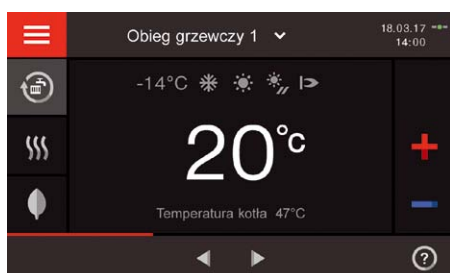 Obieg grzewczy 1
18.03.17
14:00
-14°C
20°C
Temperatura kotła 47°C
?